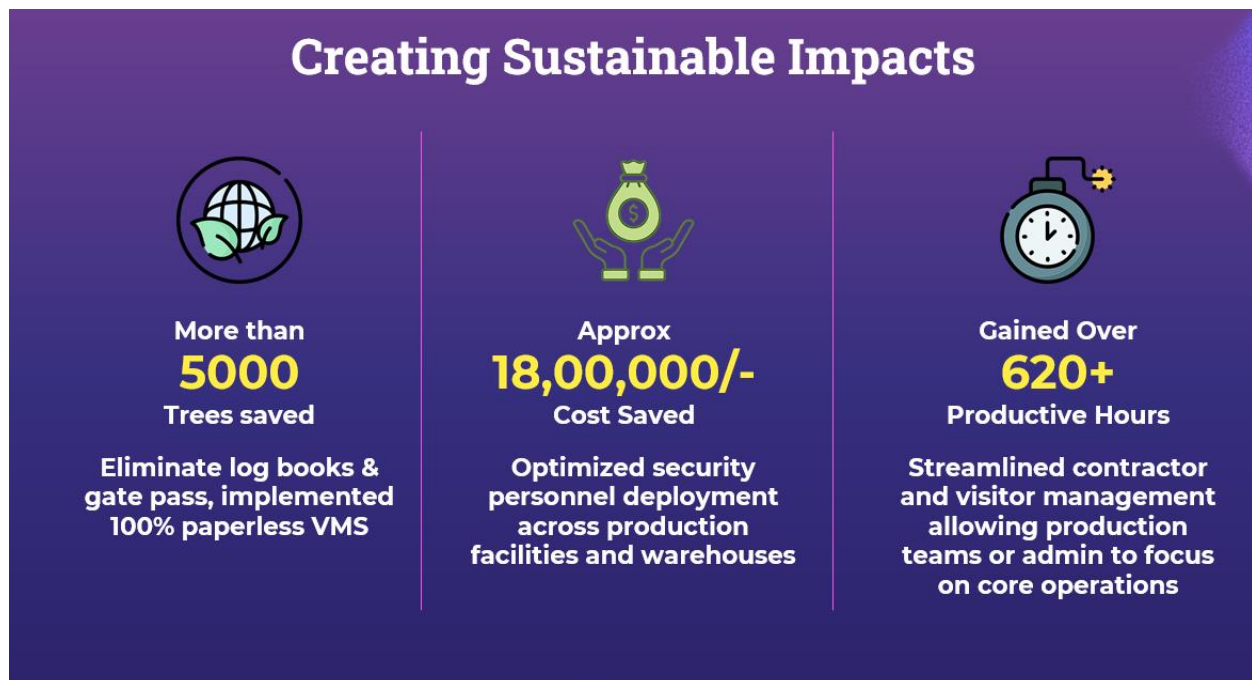 Creating Sustainable Impacts
More than
5000
Trees saved
Eliminate log books &
gate pass, implemented
100% paperless VMS
Approx
18,00,000/-
Cost Saved
Optimized security
personnel deployment
across production
facilities and warehouses
Gained Over
620+
Productive Hours
Streamlined contractor
and visitor management
allowing production
teams or admin to focus
on core operations